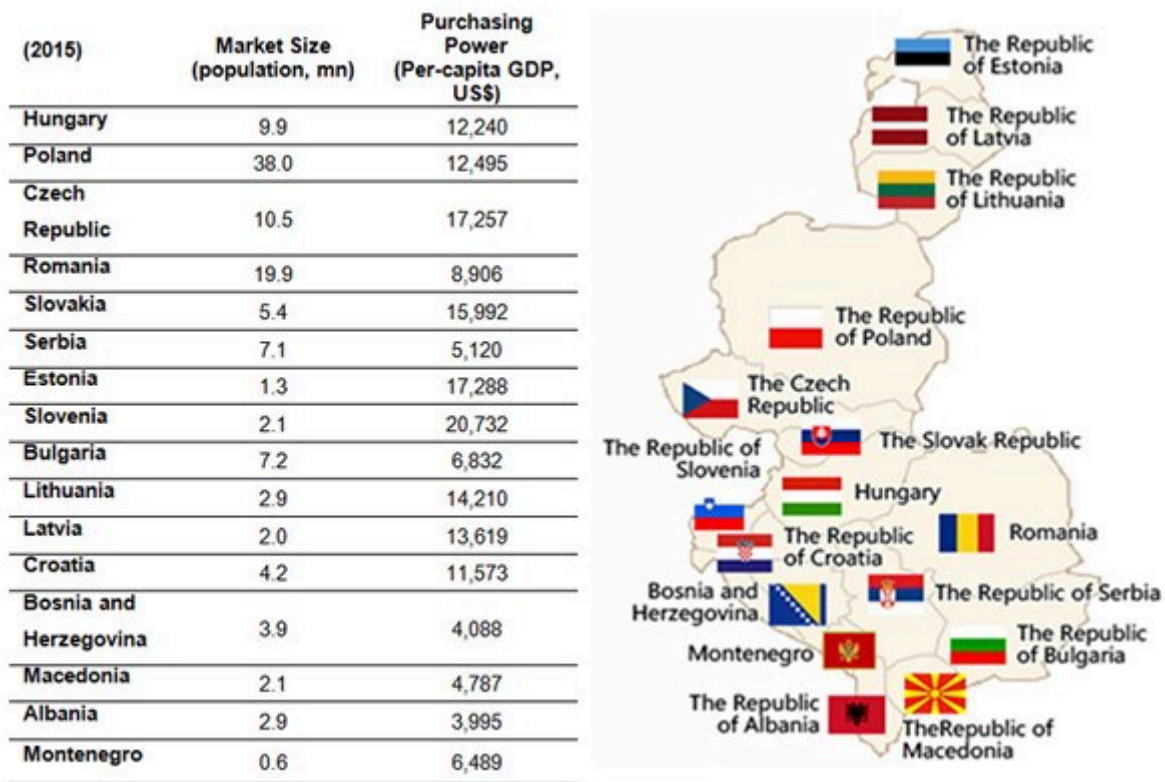 (2015)
Market Size
(population, mn)
Purchasing
Power
(Per-capita GDP,
US$)
Hungary 9.9 12,240
Poland 38.0 12,495
Czech
Republic 10.5 17,257
Romania 19.9 8,906
Slovakia 5.4 15,992
Serbia 7.1 5,120
Estonia 1.3 17,288
Slovenia 2.1 20,732
Bulgaria 7.2 6,832
Lithuania 2.9 14,210
Latvia 2.0 13,619
Croatia 4.2 11,573
Bosnia and
Herzegovina 3.9 4,088
Macedonia 2.1 4,787
Albania 2.9 3,995
Montenegro 0.6 6,489
The Republic
of Estonia
The Republic
of Latvia
The Republic
of Lithuania
The Republic
of Poland
The Czech
Republic
The Republic of
Slovenia
The Slovak Republic
Hungary
The Republic
of Croatia
Romania
Bosnia and
Herzegovina
The Republic of Serbia
Montenegro
The Republic
of Bulgaria
The Republic
of Albania
TheRepublic of
Macedonia